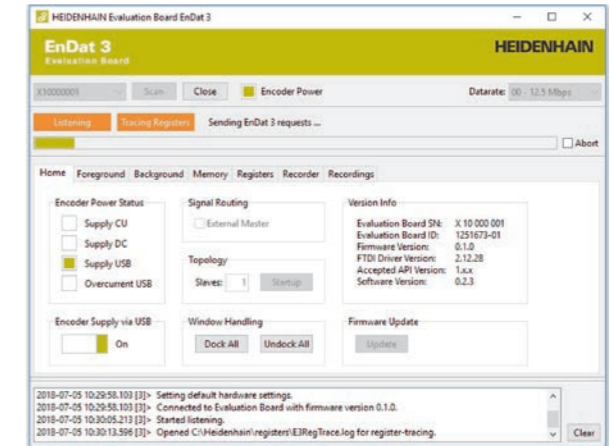 HEIDENHAIN Evaluation Board EnDat 3
EnDat 3
Evaluation Board
HEIDENHAIN
X10000001 Scan Close Encoder Power Datarate: 00 - 12.5 Mbps
Listening Tracing Registers Sending EnDat 3 requests ...
Abort
Home Foreground Background Memory Registers Recorder Recordings
Encoder Power Status
Supply CU
Supply DC
Supply USB
Overcurrent USB
Signal Routing
External Master
Topology
Slaves: 1 Startup
Version Info
Evaluation Board SN: X 10 000 001
Evaluation Board ID: 1251673-01
Firmware Version: 0.1.0
FTDI Driver Version: 2.12.28
Accepted API Version: 1.x.x
Software Version: 0.2.3
Encoder Supply via USB
On
Window Handling
Dock All Undock All
Firmware Update
Update
2018-07-05 10:29:58.103 [3]> Setting default hardware settings.
2018-07-05 10:29:58.103 [3]> Connected to Evaluation Board with firmware version 0.1.0.
2018-07-05 10:30:05.213 [3]> Started listening.
2018-07-05 10:30:13.596 [3]> Opened C:\Heidenhain\registers\E3RegTrace.log for register-tracing.
Clear